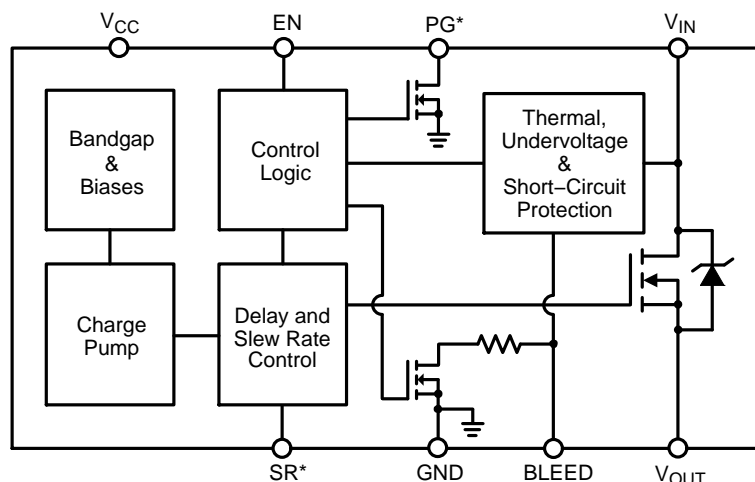 VCC
EN
PG*
VIN
Bandgap
&
Biases
Control
Logic
Thermal,
Undervoltage
&
Short−Circuit
Protection
Charge
Pump
Delay and
Slew Rate
Control
SR*
GND
BLEED
VOUT